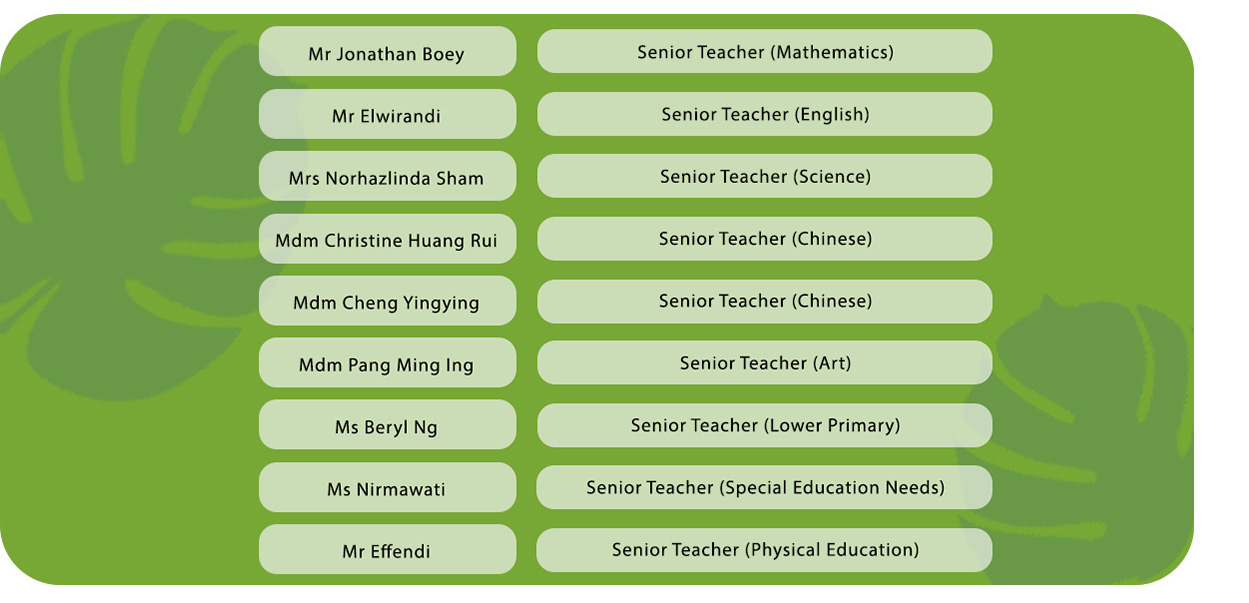 Mr Jonathan Boey
Senior Teacher (Mathematics)
Mr Elwirandi
Senior Teacher (English)
Mrs Norhazlinda Sham
Senior Teacher (Science)
Mdm Christine Huang Rui
Senior Teacher (Chinese)
Mdm Cheng Yingying
Senior Teacher (Chinese)
Mdm Pang Ming Ing
Senior Teacher (Art)
Ms Beryl Ng
Senior Teacher (Lower Primary)
Ms Nirmawati
Senior Teacher (Special Education Needs)
Mr Effendi
Senior Teacher (Physical Education)